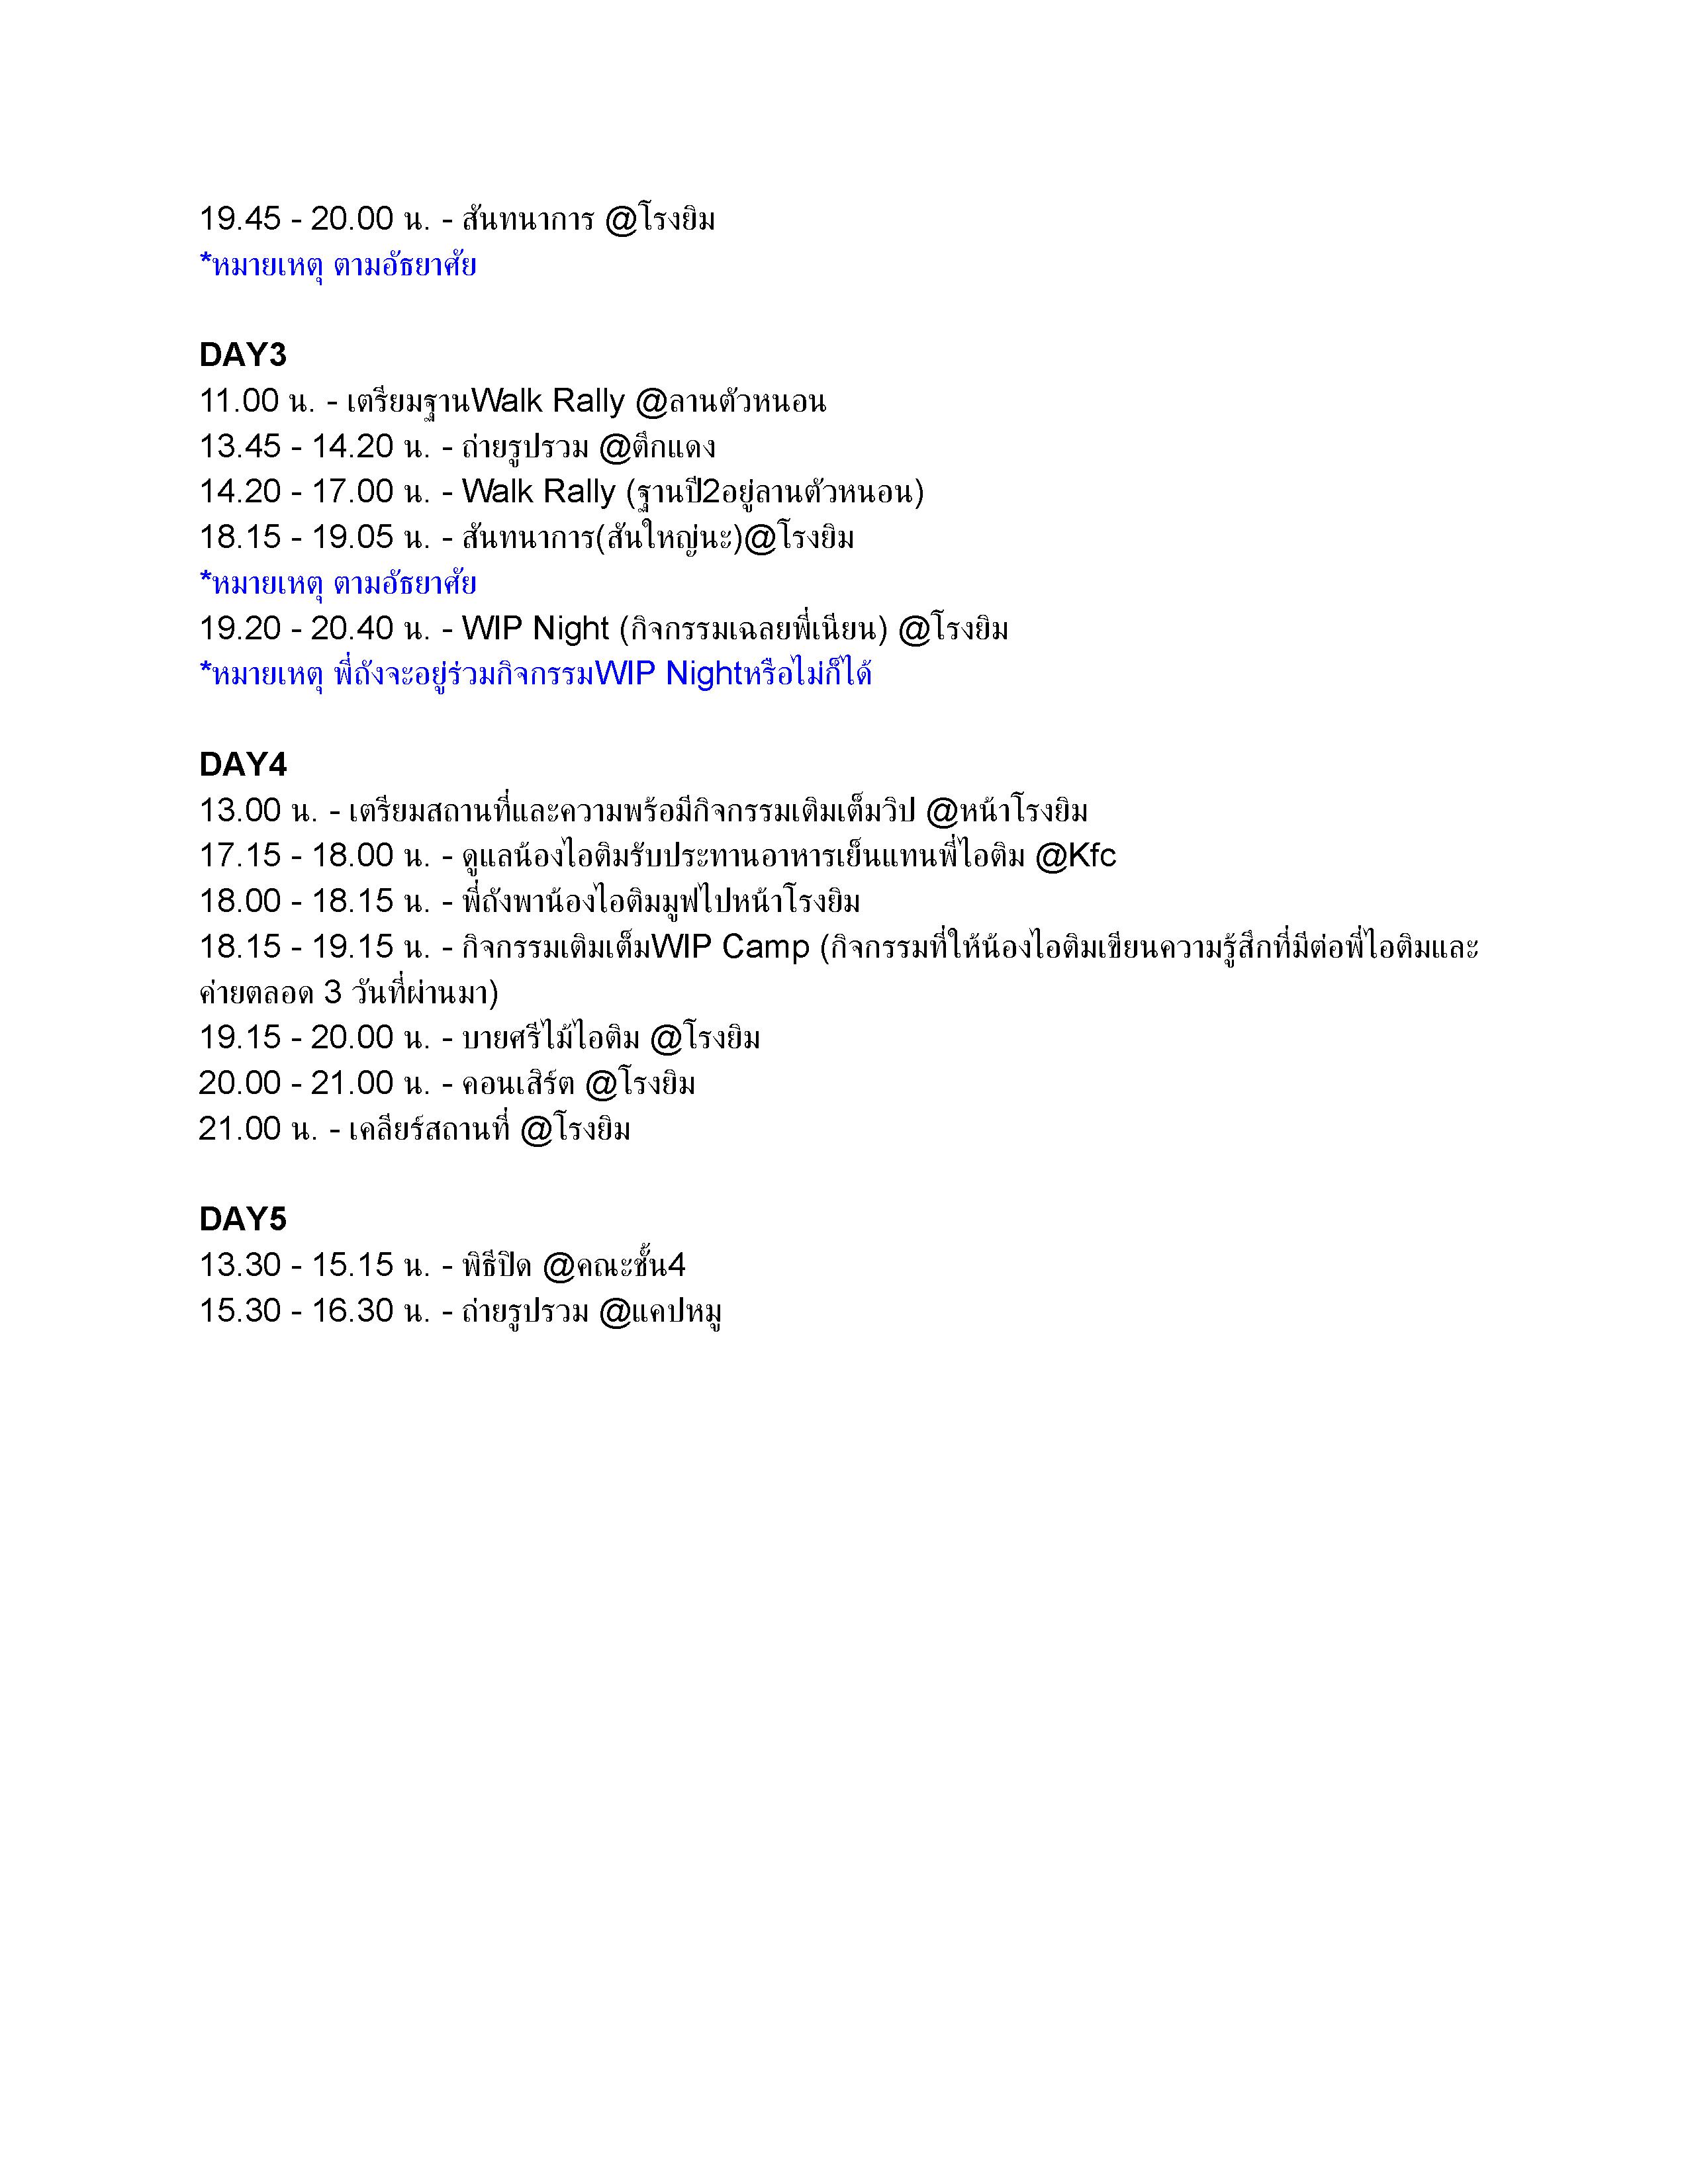 19.45 - 20.00 น. - สันทนาการ @โรงยิม
*หมายเหตุ ตามอัธยาศัย
DAY3
11.00 น. - เตรียมฐานWalk Rally @ลานตัวหนอน
13.45 - 14.20 น. - ถ่ายรูปรวม @ตึกแดง
14.20 - 17.00 น. - Walk Rally (ฐานปี2อยู่ลานตัวหนอน)
18.15 - 19.05 น. - สันทนาการ(สันใหญ่นะ)@โรงยิม
*หมายเหตุ ตามอัธยาศัย
19.20 - 20.40 น. - WIP Night (กิจกรรมเฉลยพี่เนียน) @โรงยิม
*หมายเหตุ พี่ถังจะอยู่ร่วมกิจกรรมWIP Nightหรือไม่ก็ได้
DAY4
13.00 น. - เตรียมสถานที่และความพร้อมีกิจกรรมเติมเต็มวิป @หน้าโรงยิม
17.15 - 18.00 น. - ดูแลน้องไอติมรับประทานอาหารเย็นแทนพี่ไอติม @Kfc
18.00 - 18.15 น. - พี่ถังพาน้องไอติมมูฟไปหน้าโรงยิม
18.15 - 19.15 น. - กิจกรรมเติมเต็มWIP Camp (กิจกรรมที่ให้น้องไอติมเขียนความรู้สึกที่มีต่อพี่ไอติมและ
ค่ายตลอด 3 วันที่ผ่านมา)
19.15 - 20.00 น. - บายศรีไม้ไอติม @โรงยิม
20.00 - 21.00 น. - คอนเสิร์ต @โรงยิม
21.00 น. - เคลียร์สถานที่ @โรงยิม
DAY5
13.30 - 15.15 น. - พิธีปิด @คณะชั้น4
15.30 - 16.30 น. - ถ่ายรูปรวม @แคปหมู